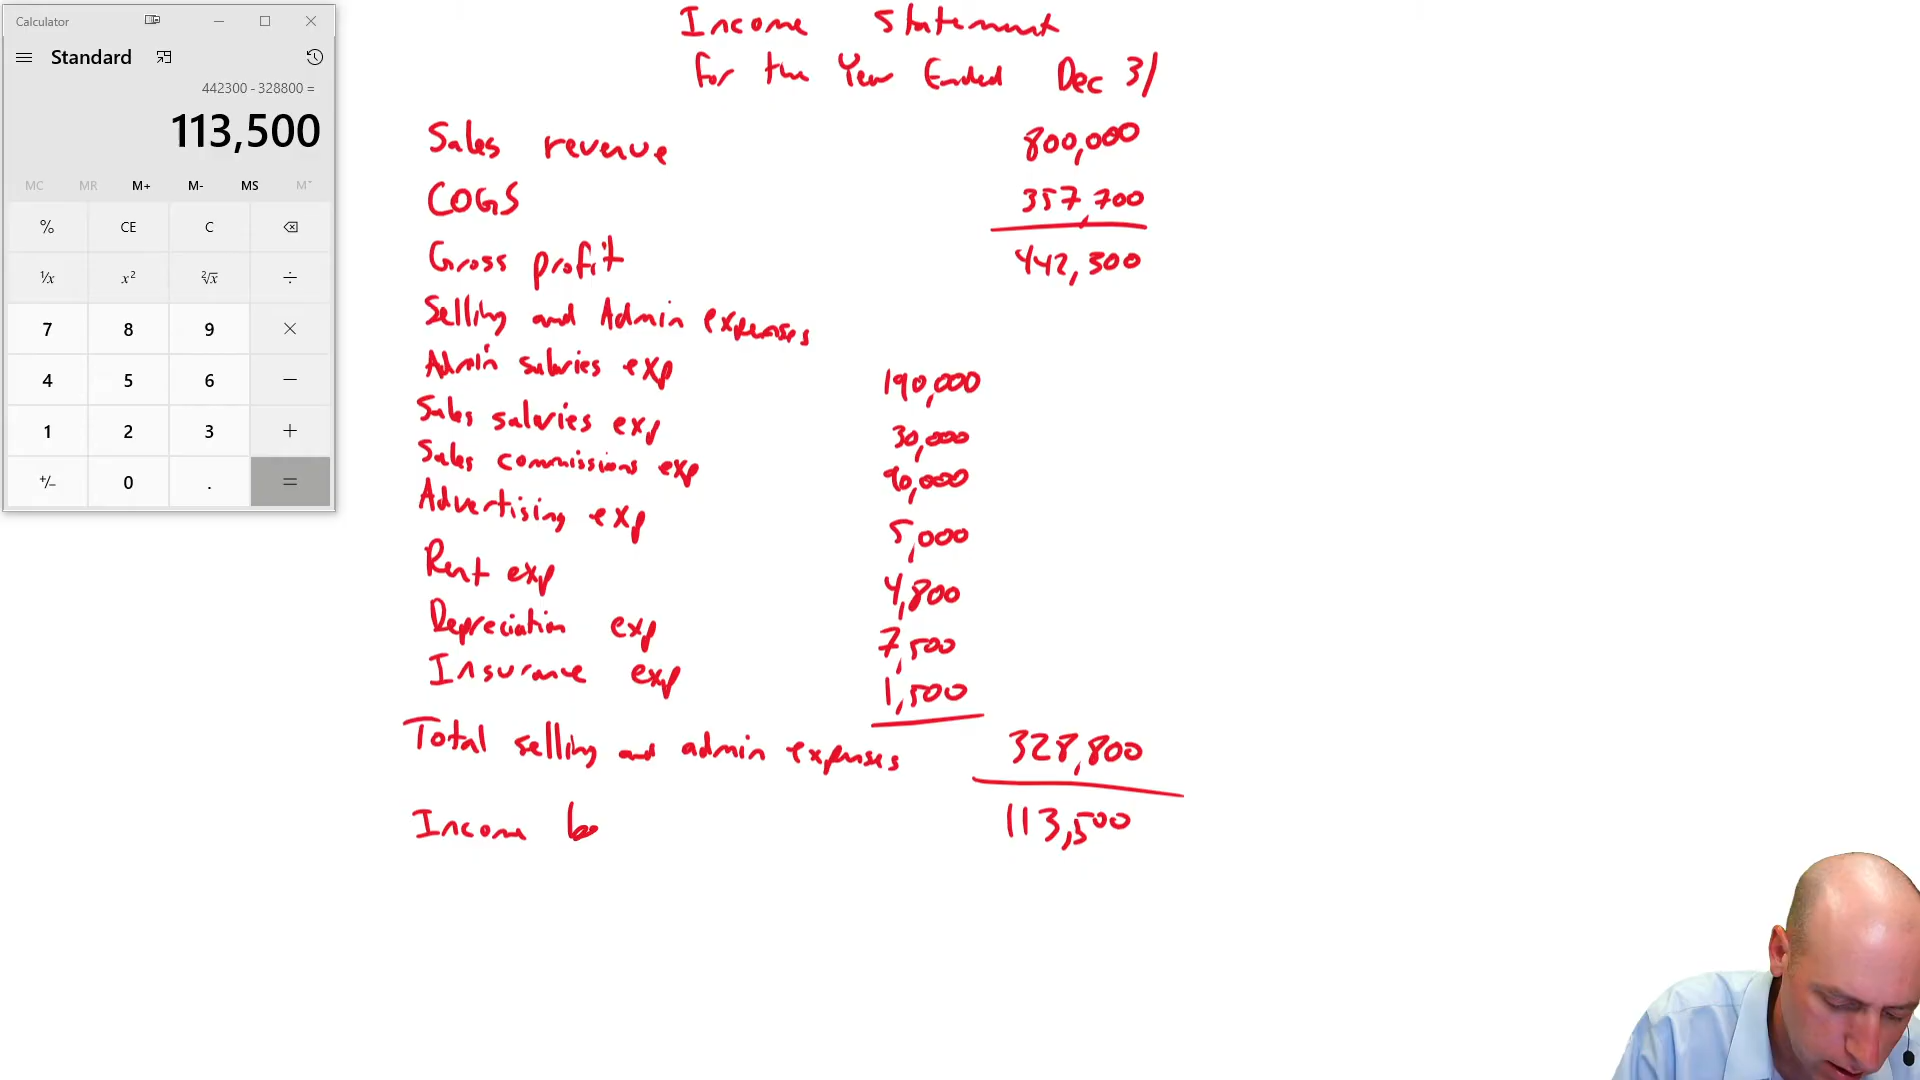 Calculator
Standard
442300 - 328800 =
113,500
MC MR M+ M- MS M˅
% CE C
¹/x x² ²√x ÷
7 8 9 ×
4 5 6 −
1 2 3 +
+/− 0 . =
Income Statement
For the Year Ended Dec 31
Sales revenue 800,000
COGS 357,700
Gross profit 442,300
Selling and Admin expenses
Admin salaries exp 190,000
Sales salaries exp 30,000
Sales commissions exp 90,000
Advertising exp 5,000
Rent exp 4,800
Depreciation exp 7,500
Insurance exp 1,500
Total selling and admin expenses 328,800
Income be 113,500